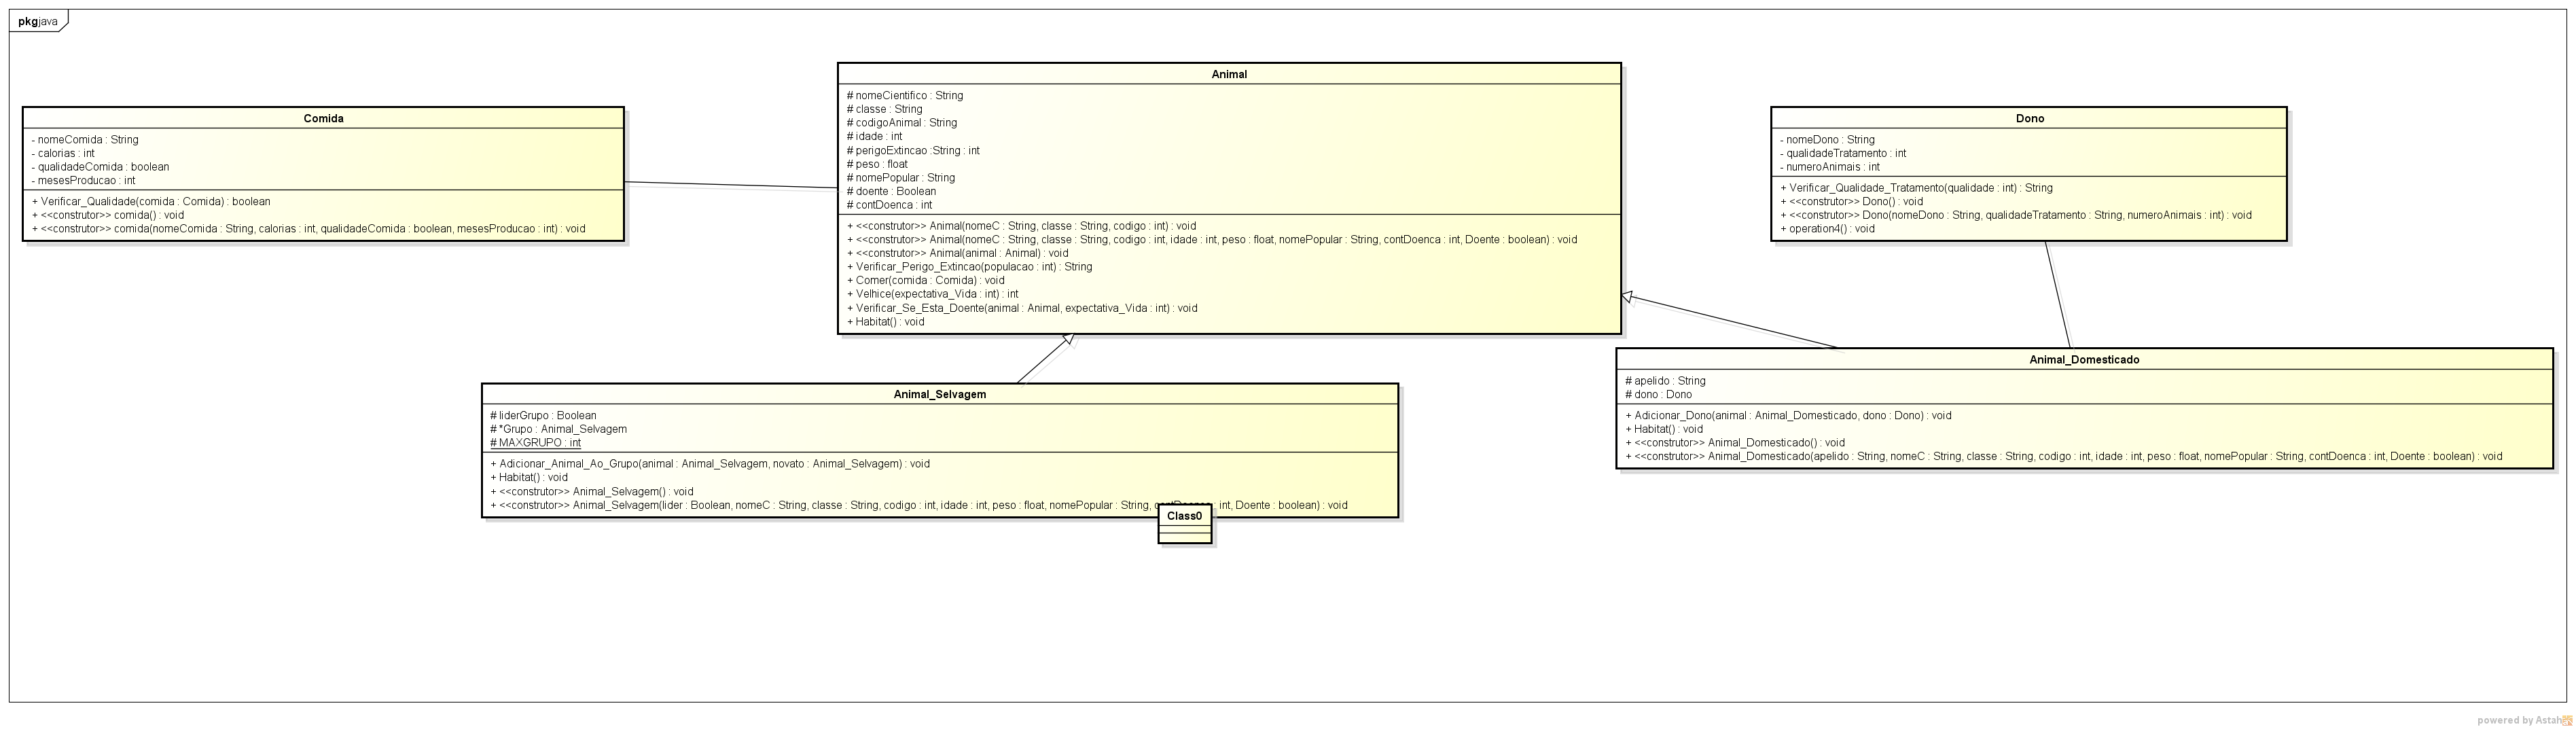 pkg java
Comida
- nomeComida : String
- calorias : int
- qualidadeComida : boolean
- mesesProducao : int
+ Verificar_Qualidade(comida : Comida) : boolean
+ <<construtor>> comida() : void
+ <<construtor>> comida(nomeComida : String, calorias : int, qualidadeComida : boolean, mesesProducao : int) : void
Animal
# nomeCientifico : String
# classe : String
# codigoAnimal : String
# idade : int
# perigoExtincao :String : int
# peso : float
# nomePopular : String
# doente : Boolean
# contDoenca : int
+ <<construtor>> Animal(nomeC : String, classe : String, codigo : int) : void
+ <<construtor>> Animal(nomeC : String, classe : String, codigo : int, idade : int, peso : float, nomePopular : String, contDoenca : int, Doente : boolean) : void
+ <<construtor>> Animal(animal : Animal) : void
+ Verificar_Perigo_Extincao(populacao : int) : String
+ Comer(comida : Comida) : void
+ Velhice(expectativa_Vida : int) : int
+ Verificar_Se_Esta_Doente(animal : Animal, expectativa_Vida : int) : void
+ Habitat() : void
Dono
- nomeDono : String
- qualidadeTratamento : int
- numeroAnimais : int
+ Verificar_Qualidade_Tratamento(qualidade : int) : String
+ <<construtor>> Dono() : void
+ <<construtor>> Dono(nomeDono : String, qualidadeTratamento : String, numeroAnimais : int) : void
+ operation4() : void
Animal_Selvagem
# liderGrupo : Boolean
# *Grupo : Animal_Selvagem
# MAXGRUPO : int
+ Adicionar_Animal_Ao_Grupo(animal : Animal_Selvagem, novato : Animal_Selvagem) : void
+ Habitat() : void
+ <<construtor>> Animal_Selvagem() : void
+ <<construtor>> Animal_Selvagem(lider : Boolean, nomeC : String, classe : String, codigo : int, idade : int, peso : float, nomePopular : String, : int, Doente : boolean) : void
Class0
Animal_Domesticado
# apelido : String
# dono : Dono
+ Adicionar_Dono(animal : Animal_Domesticado, dono : Dono) : void
+ Habitat() : void
+ <<construtor>> Animal_Domesticado() : void
+ <<construtor>> Animal_Domesticado(apelido : String, nomeC : String, classe : String, codigo : int, idade : int, peso : float, nomePopular : String, contDoenca : int, Doente : boolean) : void
powered by Astah